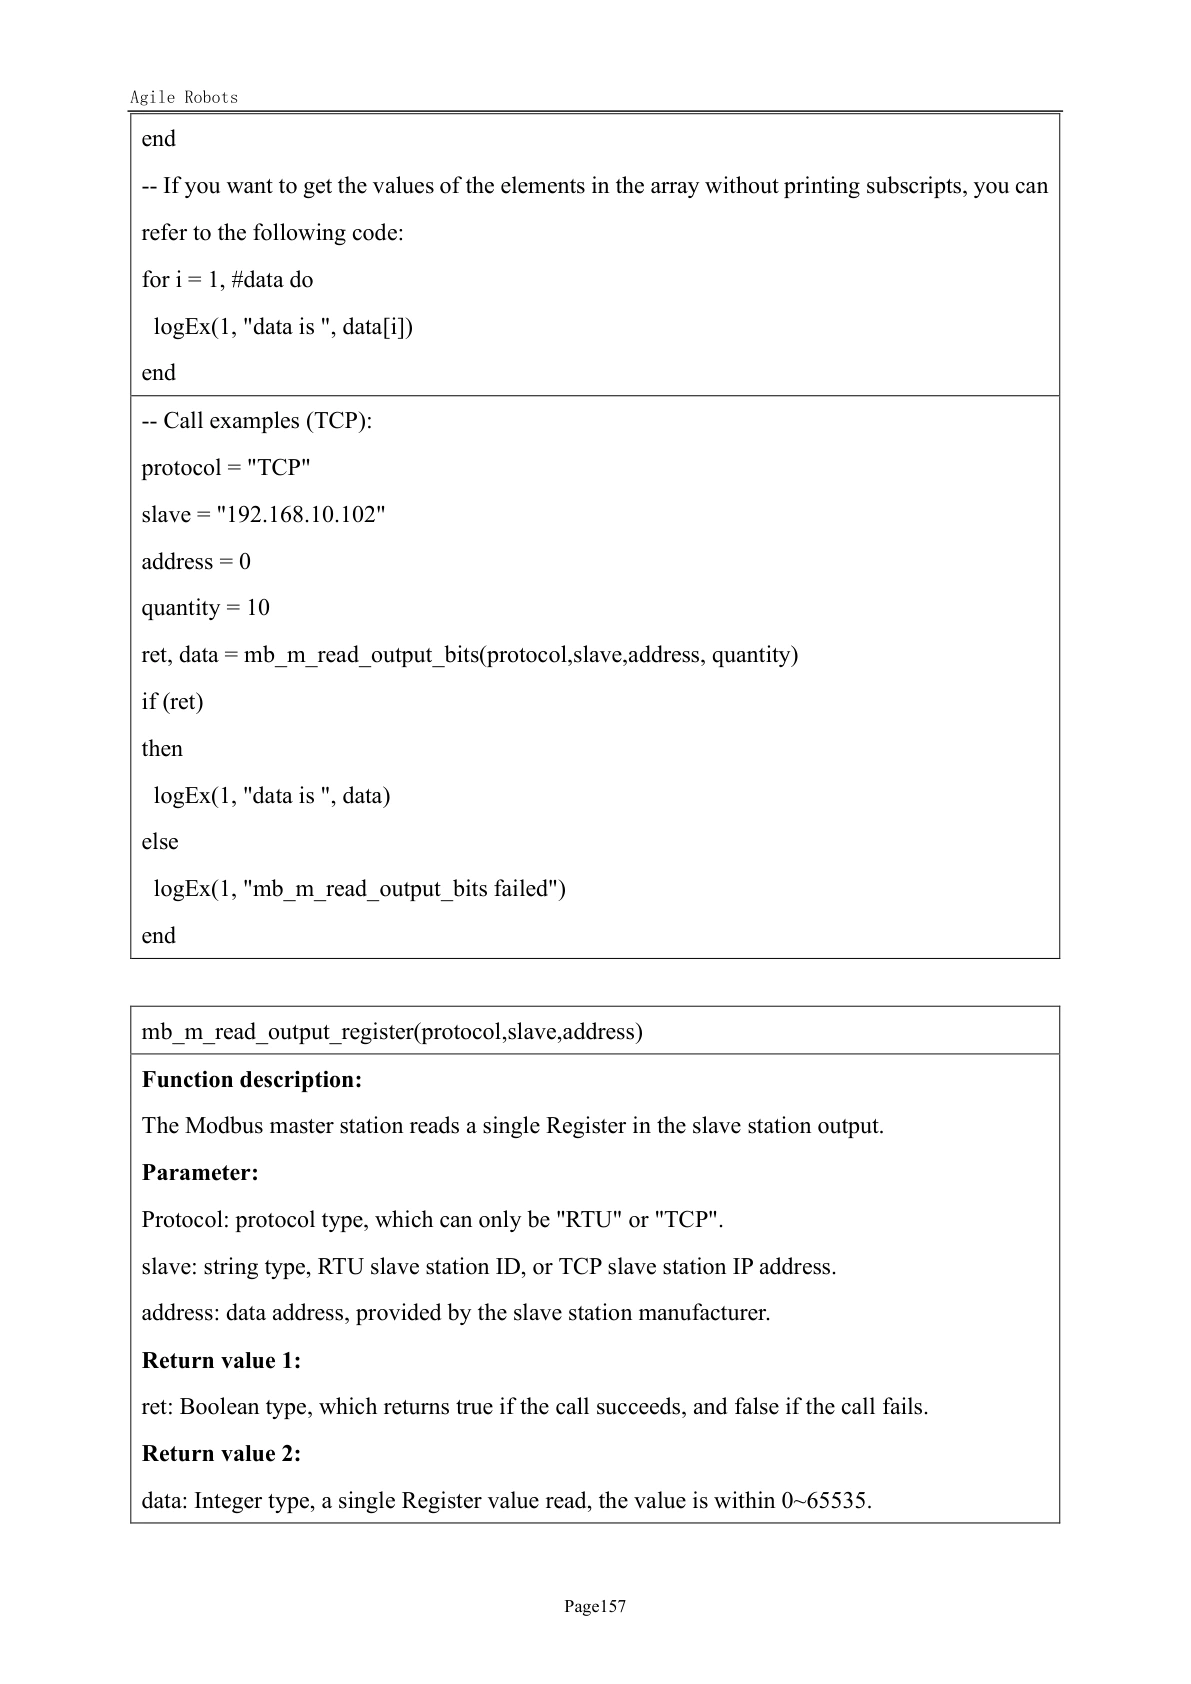 Agile Robots
end
-- If you want to get the values of the elements in the array without printing subscripts, you can
refer to the following code:
for i = 1, #data do
logEx(1, "data is ", data[i])
end
-- Call examples (TCP):
protocol = "TCP"
slave = "192.168.10.102"
address = 0
quantity = 10
ret, data = mb_m_read_output_bits(protocol,slave,address, quantity)
if (ret)
then
logEx(1, "data is ", data)
else
logEx(1, "mb_m_read_output_bits failed")
end
mb_m_read_output_register(protocol,slave,address)
Function description:
The Modbus master station reads a single Register in the slave station output.
Parameter:
Protocol: protocol type, which can only be "RTU" or "TCP".
slave: string type, RTU slave station ID, or TCP slave station IP address.
address: data address, provided by the slave station manufacturer.
Return value 1:
ret: Boolean type, which returns true if the call succeeds, and false if the call fails.
Return value 2:
data: Integer type, a single Register value read, the value is within 0~65535.
Page157